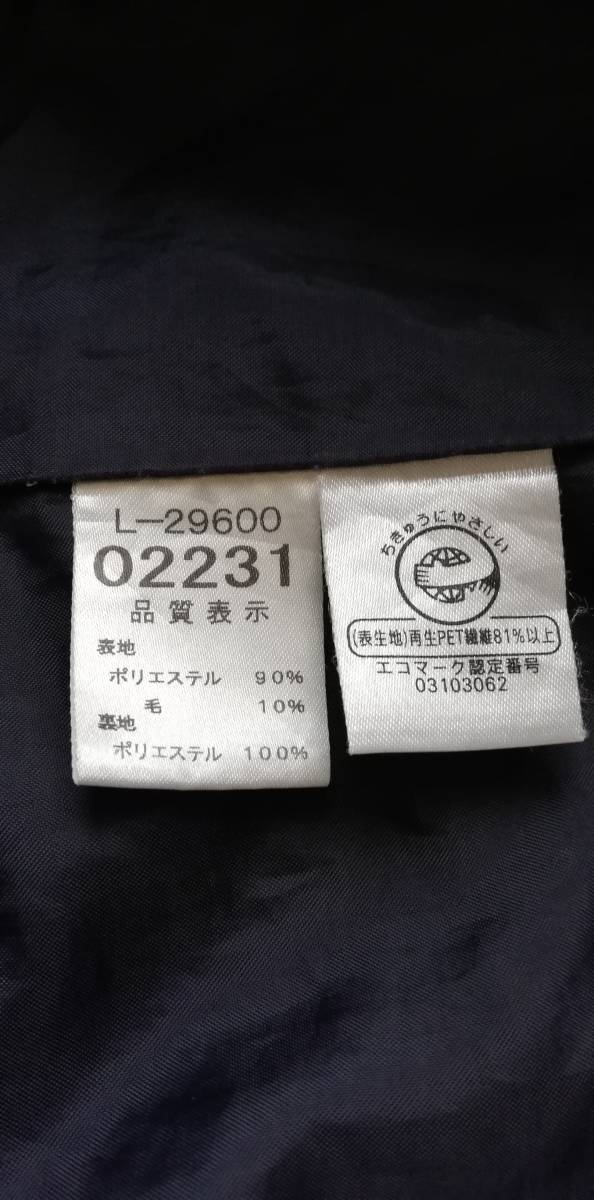 L-29600
02231
品質表示
表地
ポリエステル 90%
毛 10%
裏地
ポリエステル 100%
ちきゅうにやさしい
(表生地)再生PET繊維81%以上
エコマーク認定番号
03103062